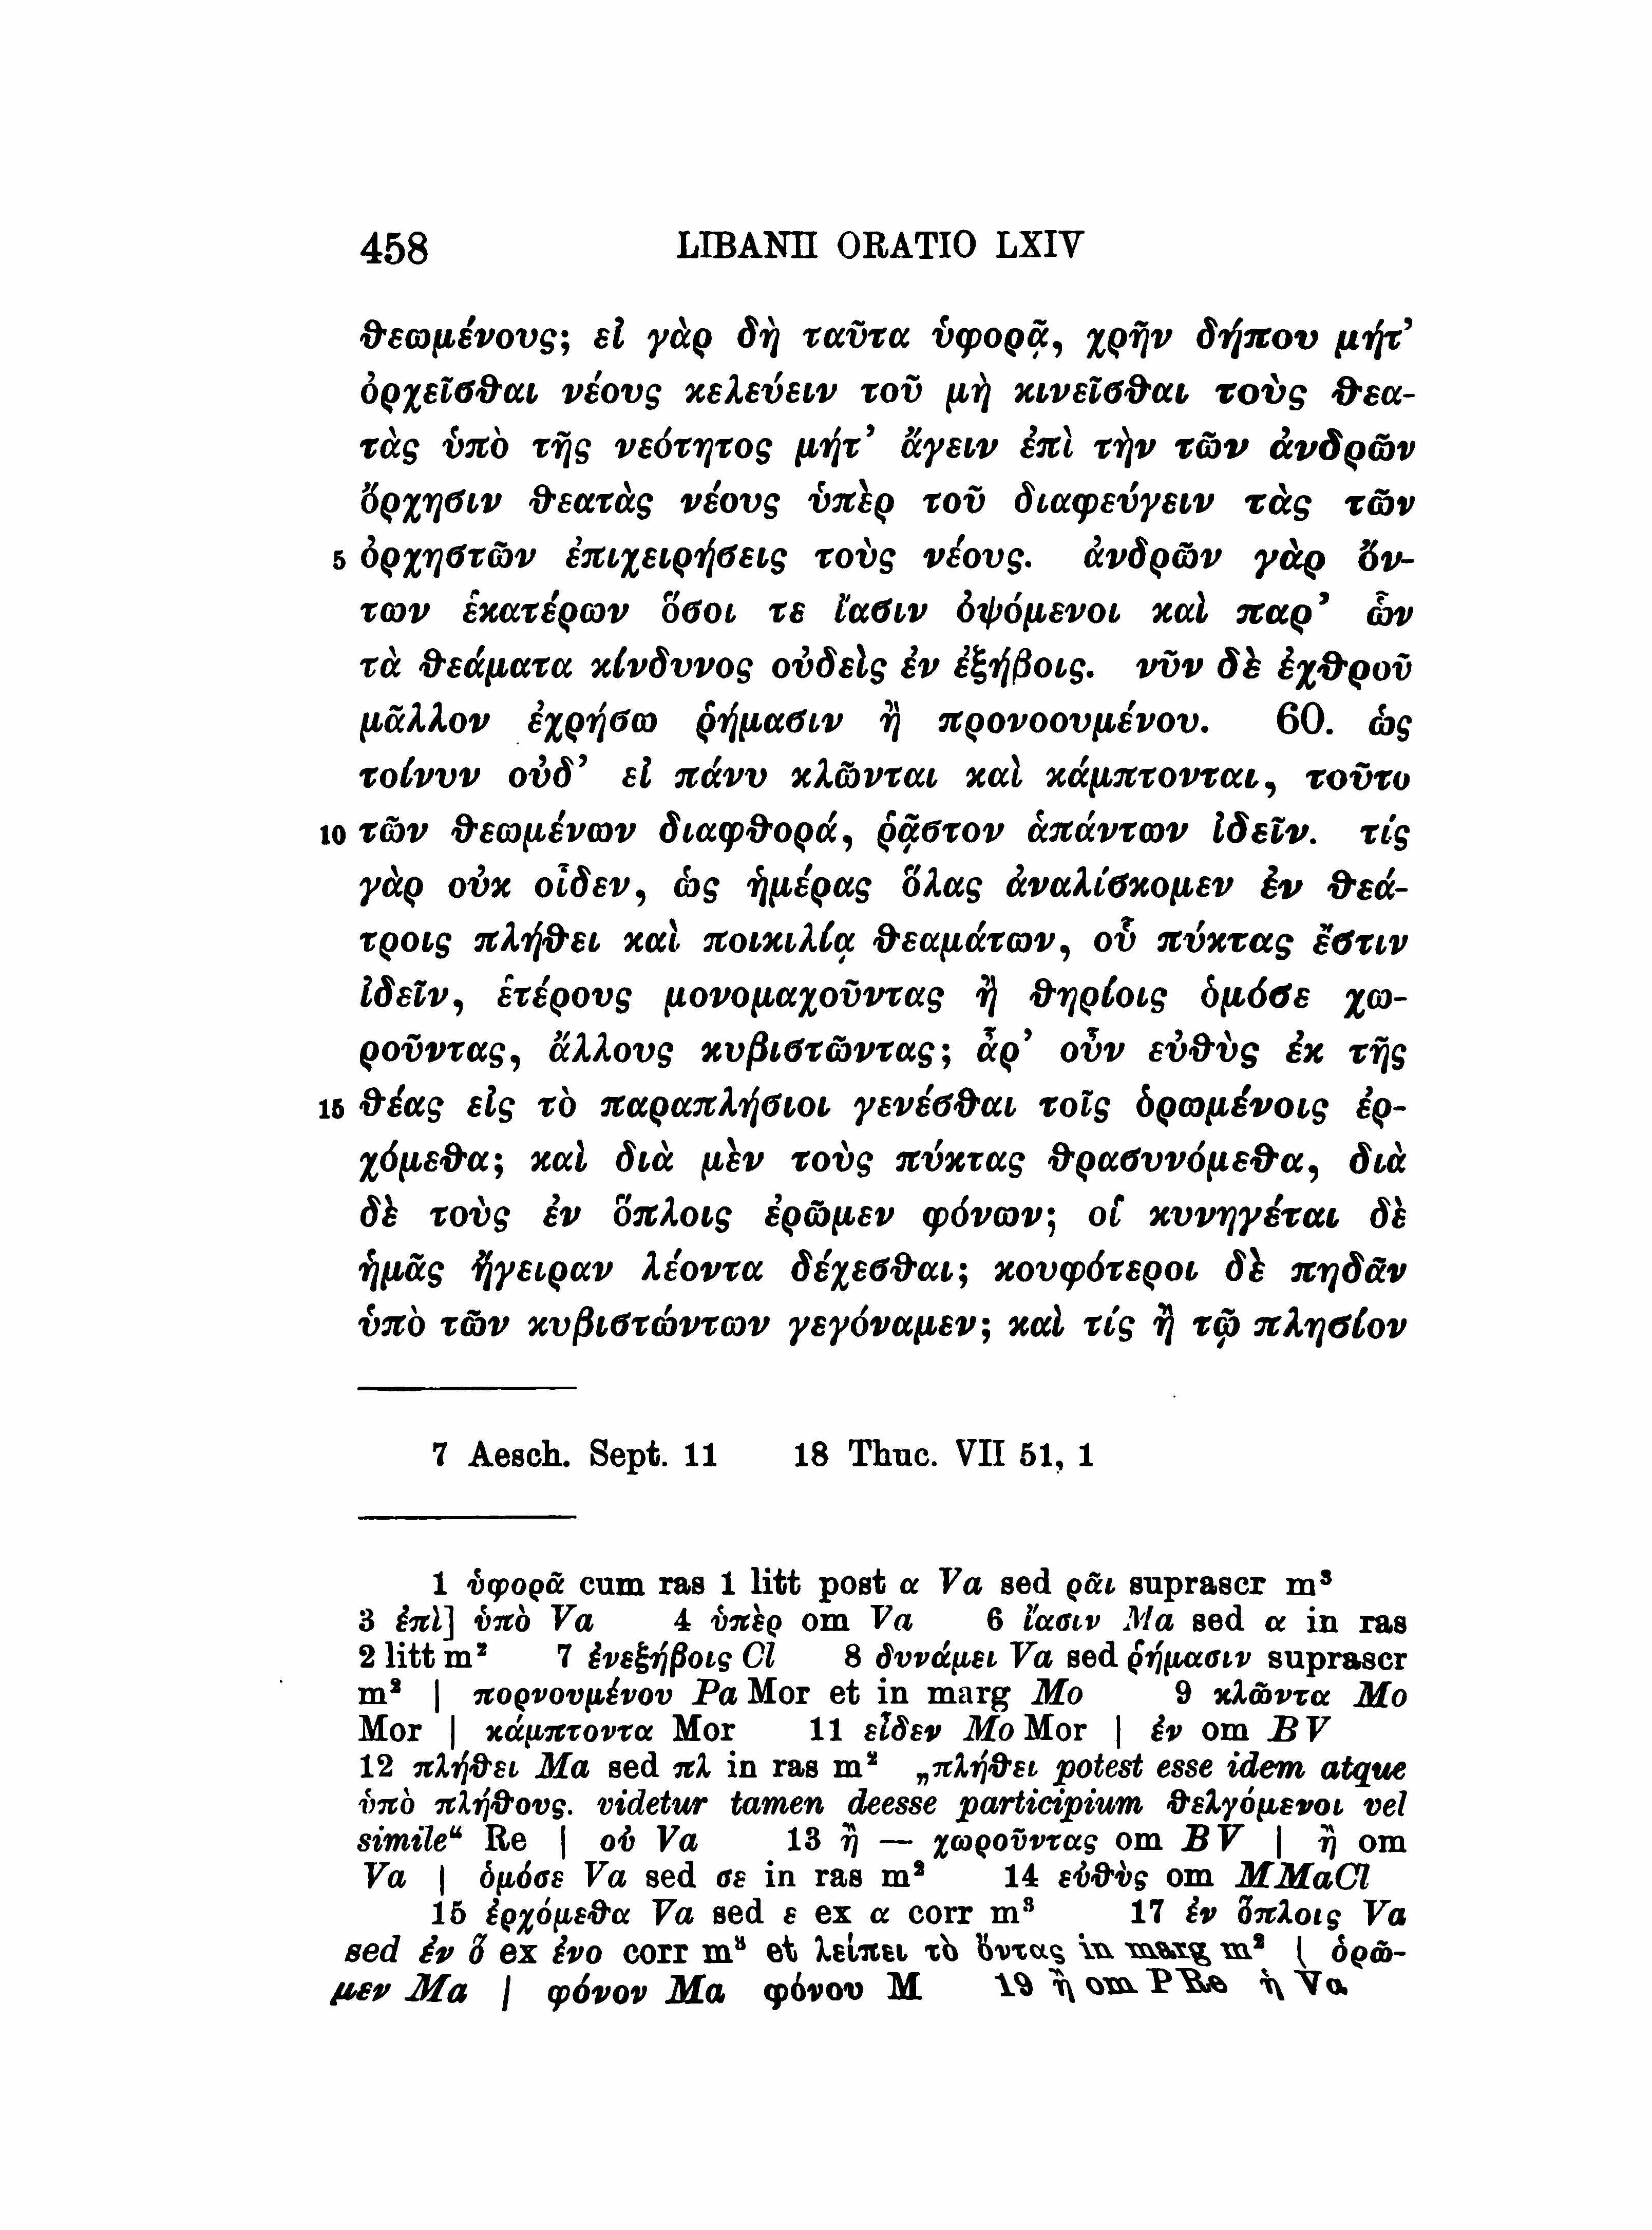 458 LIBANII ORATIO LXIV
θεωμένους; εἰ γὰρ δὴ ταῦτα ὑφορᾷ, χρῆν δήπου μήτ’
ὀρχεῖσθαι νέους κελεύειν τοῦ μὴ κινεῖσθαι τοὺς θεα-
τὰς ὑπὸ τῆς νεότητος μήτ’ ἄγειν ἐπὶ τὴν τῶν ἀνδρῶν
ὄρχησιν θεατὰς νέους ὑπὲρ τοῦ διαφεύγειν τὰς τῶν
5 ὀρχηστῶν ἐπιχειρήσεις τοὺς νέους. ἀνδρῶν γὰρ ὄν-
των ἑκατέρων ὅσοι τε ἴασιν ὀψόμενοι καὶ παρ’ ὧν
τὰ θεάματα κίνδυνος οὐδεὶς ἐν ἐξήβοις. νῦν δὲ ἐχθροῦ
μᾶλλον ἐχρήσω ῥήμασιν ἢ προνοουμένου. 60. ὡς
τοίνυν οὐδ’ εἰ πάνυ κλῶνται καὶ κάμπτονται, τοῦτο
10 τῶν θεωμένων διαφθορά, ῥᾷστον ἁπάντων ἰδεῖν. τίς
γὰρ οὐκ οἶδεν, ὡς ἡμέρας ὅλας ἀναλίσκομεν ἐν θεά-
τροις πλήθει καὶ ποικιλίᾳ θεαμάτων, οὗ πύκτας ἔστιν
ἰδεῖν, ἑτέρους μονομαχοῦντας ἢ θηρίοις ὁμόσε χω-
ροῦντας, ἄλλους κυβιστῶντας; ἆρ’ οὖν εὐθὺς ἐκ τῆς
15 θέας εἰς τὸ παραπλήσιοι γενέσθαι τοῖς ὁρωμένοις ἐρ-
χόμεθα; καὶ διὰ μὲν τοὺς πύκτας θρασυνόμεθα, διὰ
δὲ τοὺς ἐν ὅπλοις ἐρῶμεν φόνων; οἱ κυνηγέται δὲ
ἡμᾶς ἤγειραν λέοντα δέχεσθαι; κουφότεροι δὲ πηδᾶν
ὑπὸ τῶν κυβιστώντων γεγόναμεν; καὶ τίς ἢ τῷ πλησίον
7 Aesch. Sept. 11 18 Thuc. VII 51, 1
1 ὑφορᾶ cum ras 1 litt post α Va sed ρᾶι suprascr m³
3 ἐπὶ] ὑπὸ Va 4 ὑπὲρ om Va 6 ἴασιν Ma sed α in ras
2 litt m² 7 ἐνεξήβοις Cl 8 δυνάμει Va sed ῥήμασιν suprascr
m² | πορνουμένου Pa Mor et in marg Mo 9 κλῶντα Mo
Mor | κάμπτοντα Mor 11 εἶδεν Mo Mor | ἐν om BV
12 πλήθει Ma sed πλ in ras m² „πλήθει potest esse idem atque
ὑπὸ πλήθους. videtur tamen deesse participium θελγόμενοι vel
simile“ Re | οὐ Va 13 ἢ — χωροῦντας om BV | ἢ om
Va | ὁμόσε Va sed σε in ras m² 14 εὐθὺς om MMaCl
15 ἐρχόμεθα Va sed ε ex α corr m³ 17 ἐν ὅπλοις Va
sed ἐν ὅ ex ἐνο corr m³ et λείπει τὸ ὄντας in marg m² | ὁρῶ-
μεν Ma | φόνον Ma φόνου M 19 ἢ om PRe ἡ Va